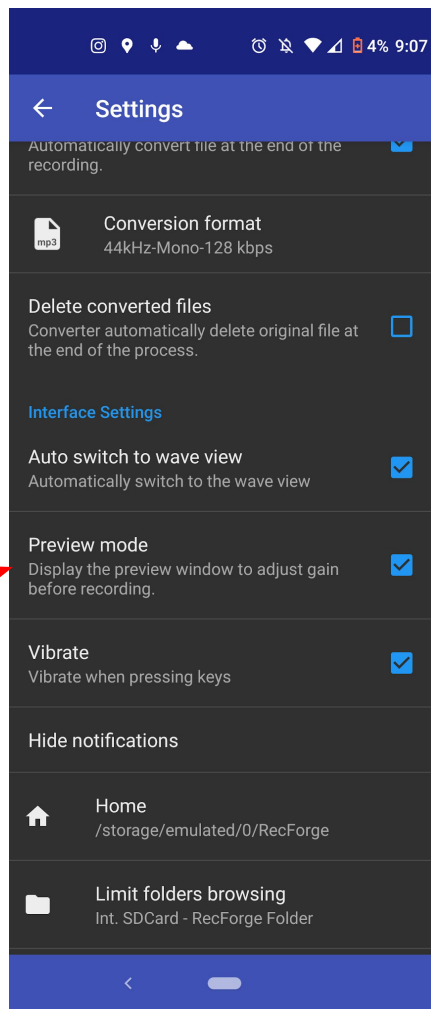 4% 9:07
Settings
Automatically convert file at the end of the
recording.
mp3
Conversion format
44kHz-Mono-128 kbps
Delete converted files
Converter automatically delete original file at
the end of the process.
Interface Settings
Auto switch to wave view
Automatically switch to the wave view
Preview mode
Display the preview window to adjust gain
before recording.
Vibrate
Vibrate when pressing keys
Hide notifications
Home
/storage/emulated/0/RecForge
Limit folders browsing
Int. SDCard - RecForge Folder